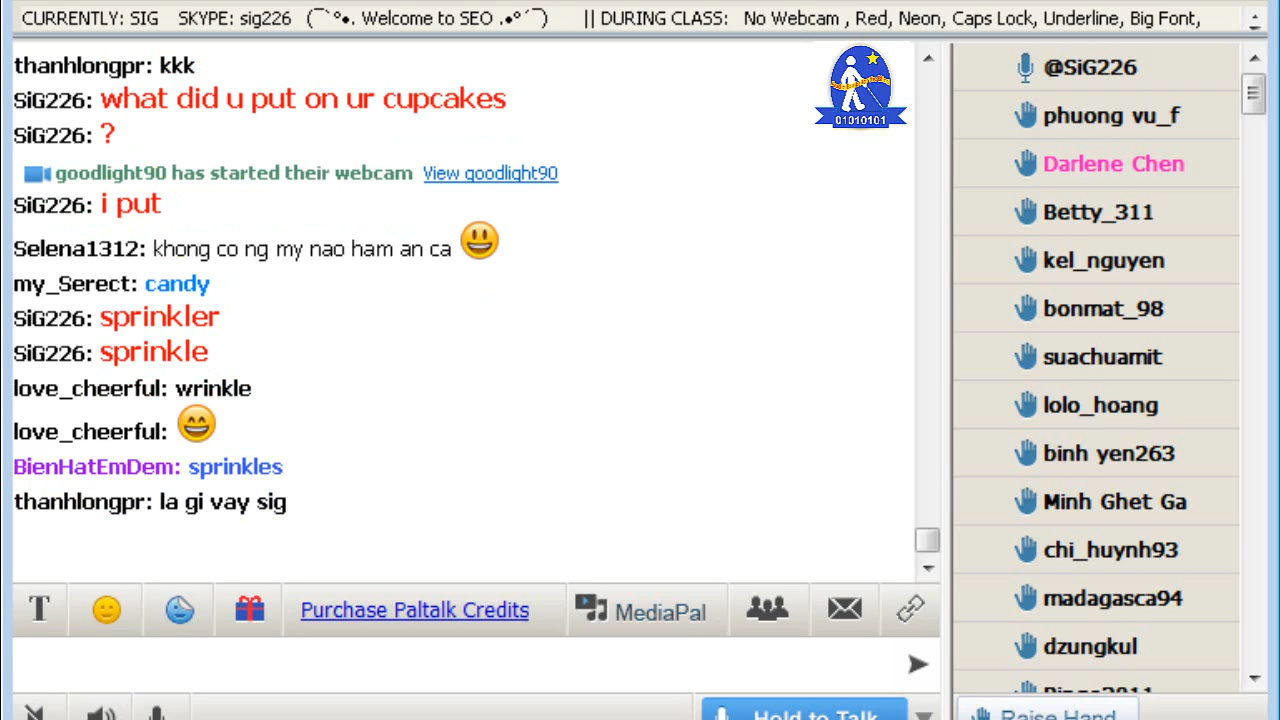 CURRENTLY: SIG SKYPE: sig226 (¯`°●. Welcome to SEO .●°´¯) || DURING CLASS: No Webcam , Red, Neon, Caps Lock, Underline, Big Font,
thanhlongpr: kkk
SiG226: what did u put on ur cupcakes
SiG226: ?
goodlight90 has started their webcam View goodlight90
SiG226: i put
Selena1312: khong co ng my nao ham an ca
my_Serect: candy
SiG226: sprinkler
SiG226: sprinkle
love_cheerful: wrinkle
love_cheerful:
BienHatEmDem: sprinkles
thanhlongpr: la gi vay sig
01010101
@SiG226
phuong vu_f
Darlene Chen
Betty_311
kel_nguyen
bonmat_98
suachuamit
lolo_hoang
binh yen263
Minh Ghet Ga
chi_huynh93
madagasca94
dzungkul
T
Purchase Paltalk Credits
MediaPal
Hold to Talk
Raise Hand